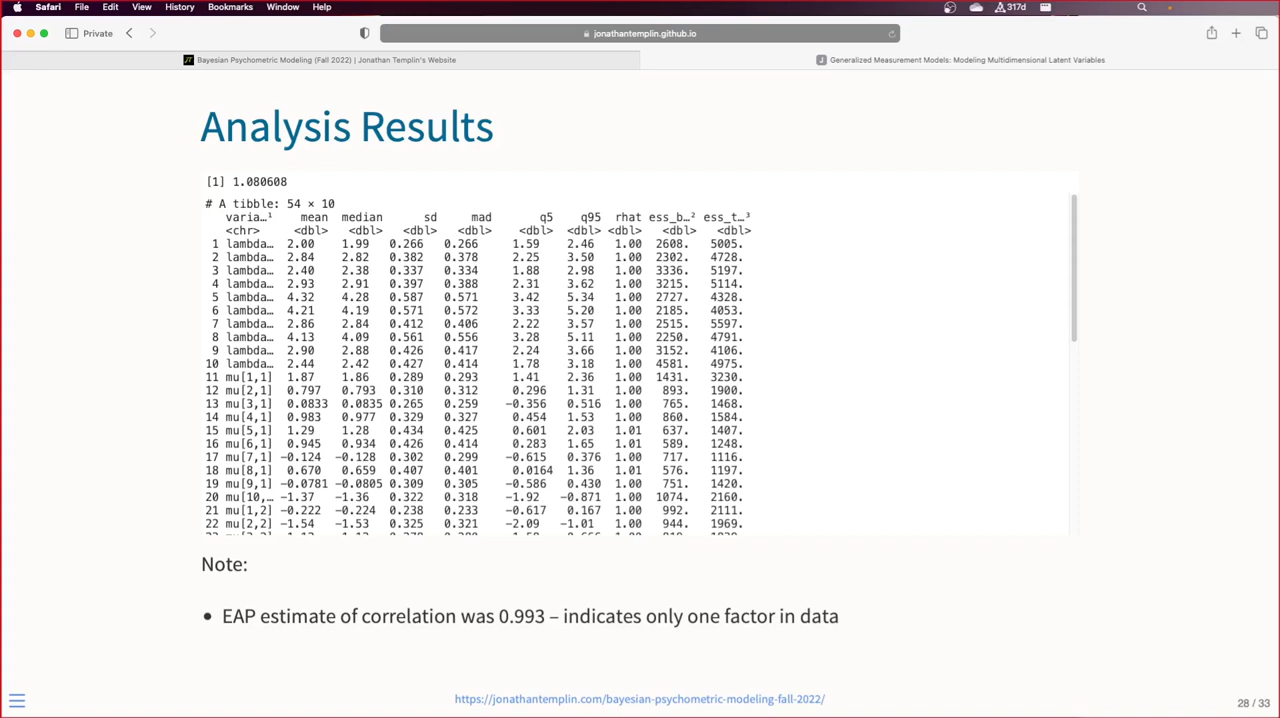 Safari File Edit View History Bookmarks Window Help 317d
Private jonathantemplin.github.io
Bayesian Psychometric Modeling (Fall 2022) | Jonathan Templin's Website Generalized Measurement Models: Modeling Multidimensional Latent Variables
Analysis Results
[1] 1.080608
# A tibble: 54 × 10
varia…¹ mean median sd mad q5 q95 rhat ess_b…² ess_t…³
<chr> <dbl> <dbl> <dbl> <dbl> <dbl> <dbl> <dbl> <dbl> <dbl>
1 lambda… 2.00 1.99 0.266 0.266 1.59 2.46 1.00 2608. 5005.
2 lambda… 2.84 2.82 0.382 0.378 2.25 3.50 1.00 2302. 4728.
3 lambda… 2.40 2.38 0.337 0.334 1.88 2.98 1.00 3336. 5197.
4 lambda… 2.93 2.91 0.397 0.388 2.31 3.62 1.00 3215. 5114.
5 lambda… 4.32 4.28 0.587 0.571 3.42 5.34 1.00 2727. 4328.
6 lambda… 4.21 4.19 0.571 0.572 3.33 5.20 1.00 2185. 4053.
7 lambda… 2.86 2.84 0.412 0.406 2.22 3.57 1.00 2515. 5597.
8 lambda… 4.13 4.09 0.561 0.556 3.28 5.11 1.00 2250. 4791.
9 lambda… 2.90 2.88 0.426 0.417 2.24 3.66 1.00 3152. 4106.
10 lambda… 2.44 2.42 0.427 0.414 1.78 3.18 1.00 4581. 4975.
11 mu[1,1] 1.87 1.86 0.289 0.293 1.41 2.36 1.00 1431. 3230.
12 mu[2,1] 0.797 0.793 0.310 0.312 0.296 1.31 1.00 893. 1900.
13 mu[3,1] 0.0833 0.0835 0.265 0.259 −0.356 0.516 1.00 765. 1468.
14 mu[4,1] 0.983 0.977 0.329 0.327 0.454 1.53 1.00 860. 1584.
15 mu[5,1] 1.29 1.28 0.434 0.425 0.601 2.03 1.01 637. 1407.
16 mu[6,1] 0.945 0.934 0.426 0.414 0.283 1.65 1.01 589. 1248.
17 mu[7,1] −0.124 −0.128 0.302 0.299 −0.615 0.376 1.00 717. 1116.
18 mu[8,1] 0.670 0.659 0.407 0.401 0.0164 1.36 1.01 576. 1197.
19 mu[9,1] −0.0781 −0.0805 0.309 0.305 −0.586 0.430 1.00 751. 1420.
20 mu[10,… −1.37 −1.36 0.322 0.318 −1.92 −0.871 1.00 1074. 2160.
21 mu[1,2] −0.222 −0.224 0.238 0.233 −0.617 0.167 1.00 992. 2111.
22 mu[2,2] −1.54 −1.53 0.325 0.321 −2.09 −1.01 1.00 944. 1969.
Note:
• EAP estimate of correlation was 0.993 – indicates only one factor in data
https://jonathantemplin.com/bayesian-psychometric-modeling-fall-2022/
28 / 33